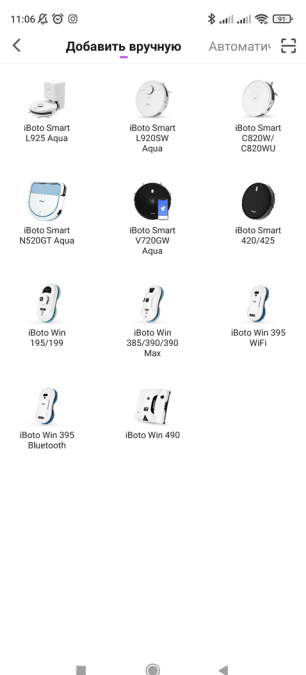 11:06
91
Добавить вручную
Автоматич
iBoto Smart L925 Aqua
iBoto Smart L920SW Aqua
iBoto Smart C820W/ C820WU
iBoto Smart N520GT Aqua
iBoto Smart V720GW Aqua
iBoto Smart 420/425
iBoto Win 195/199
iBoto Win 385/390/390 Max
iBoto Win 395 WiFi
iBoto Win 395 Bluetooth
iBoto Win 490